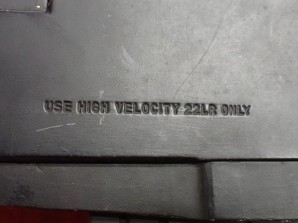 USE HIGH VELOCITY 22LR ONLY